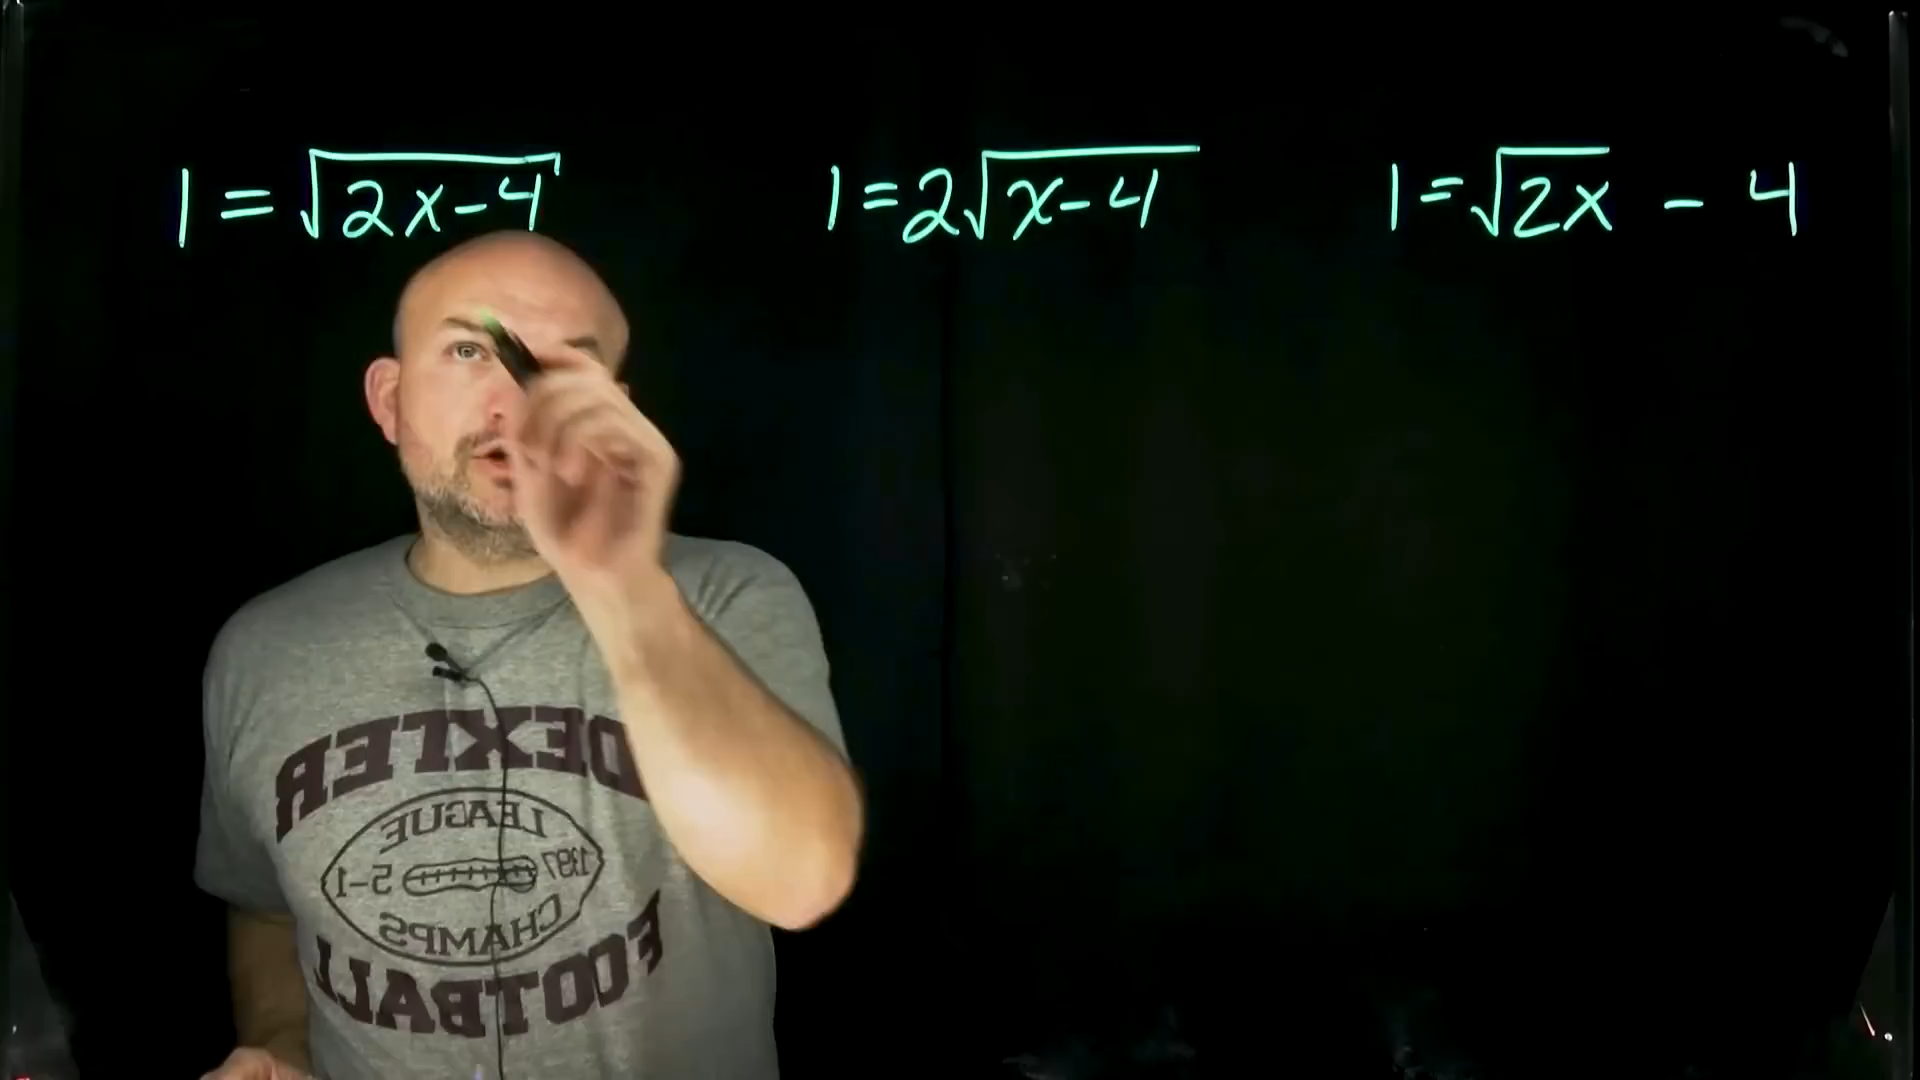 1 = √(2x-4) 1 = 2√(x-4) 1 = √(2x) - 4
DEXTER
LEAGUE
1997 5-1
CHAMPS
FOOTBALL